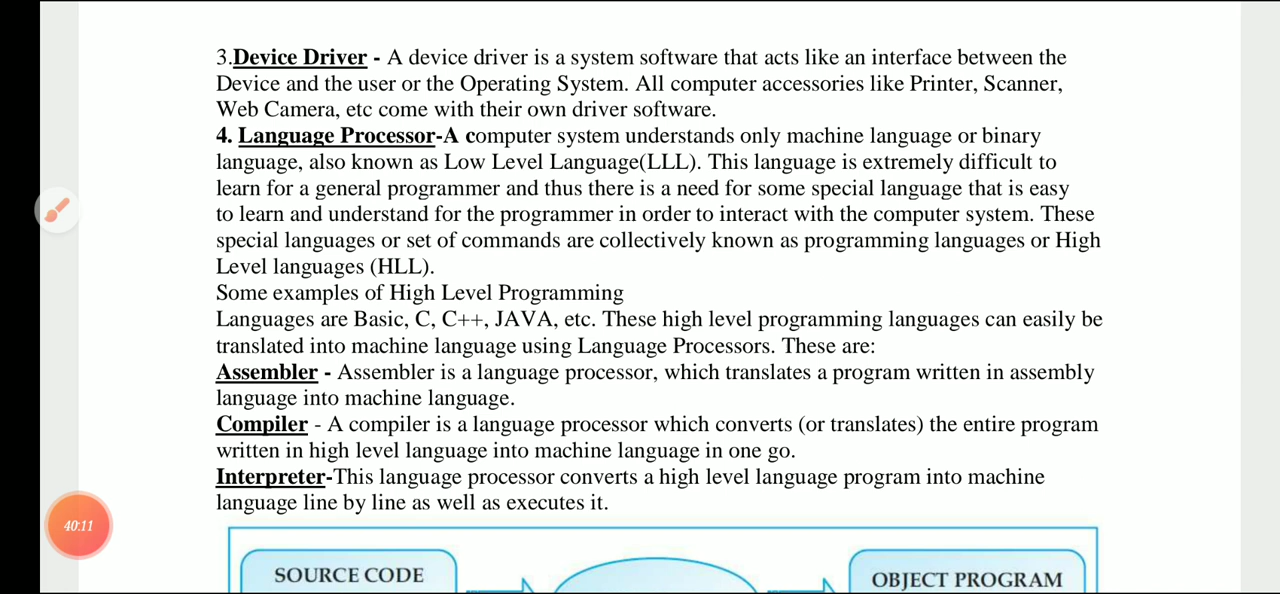 3.Device Driver - A device driver is a system software that acts like an interface between the
Device and the user or the Operating System. All computer accessories like Printer, Scanner,
Web Camera, etc come with their own driver software.
4. Language Processor-A computer system understands only machine language or binary
language, also known as Low Level Language(LLL). This language is extremely difficult to
learn for a general programmer and thus there is a need for some special language that is easy
to learn and understand for the programmer in order to interact with the computer system. These
special languages or set of commands are collectively known as programming languages or High
Level languages (HLL).
Some examples of High Level Programming
Languages are Basic, C, C++, JAVA, etc. These high level programming languages can easily be
translated into machine language using Language Processors. These are:
Assembler - Assembler is a language processor, which translates a program written in assembly
language into machine language.
Compiler - A compiler is a language processor which converts (or translates) the entire program
written in high level language into machine language in one go.
Interpreter-This language processor converts a high level language program into machine
language line by line as well as executes it.
40:11
SOURCE CODE
OBJECT PROGRAM